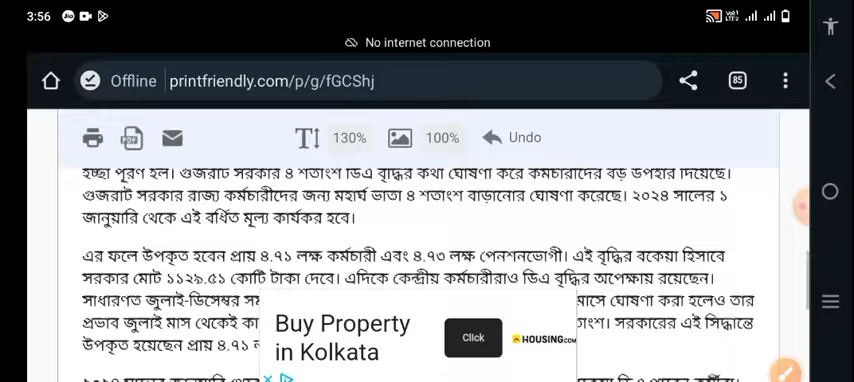 3:56
Vo1
LTE2
No internet connection
Offline printfriendly.com/p/g/fGCShj
85
PDF
130%
100%
Undo
ইচ্ছা পূরণ হল। গুজরাট সরকার ৪ শতাংশ ডিএ বৃদ্ধির কথা ঘোষণা করে কর্মচারীদের বড় উপহার দিয়েছে।
গুজরাট সরকার রাজ্য কর্মচারীদের জন্য মহার্ঘ ভাতা ৪ শতাংশ বাড়ানোর ঘোষণা করেছে। ২০২৪ সালের ১
জানুয়ারি থেকে এই বর্ধিত মূল্য কার্যকর হবে।
এর ফলে উপকৃত হবেন প্রায় ৪.৭১ লক্ষ কর্মচারী এবং ৪.৭৩ লক্ষ পেনশনভোগী। এই বৃদ্ধির বকেয়া হিসাবে
সরকার মোট ১১২৯.৫১ কোটি টাকা দেবে। এদিকে কেন্দ্রীয় কর্মচারীরাও ডিএ বৃদ্ধির অপেক্ষায় রয়েছেন।
সাধারণত জুলাই-ডিসেম্বর মাসে ঘোষণা করা হলেও তার
প্রভাব জুলাই মাস থেকেই সরকারের এই সিদ্ধান্তে
উপকৃত হয়েছেন প্রায় ৪.৭১
Buy Property
in Kolkata
Click
HOUSING.COM